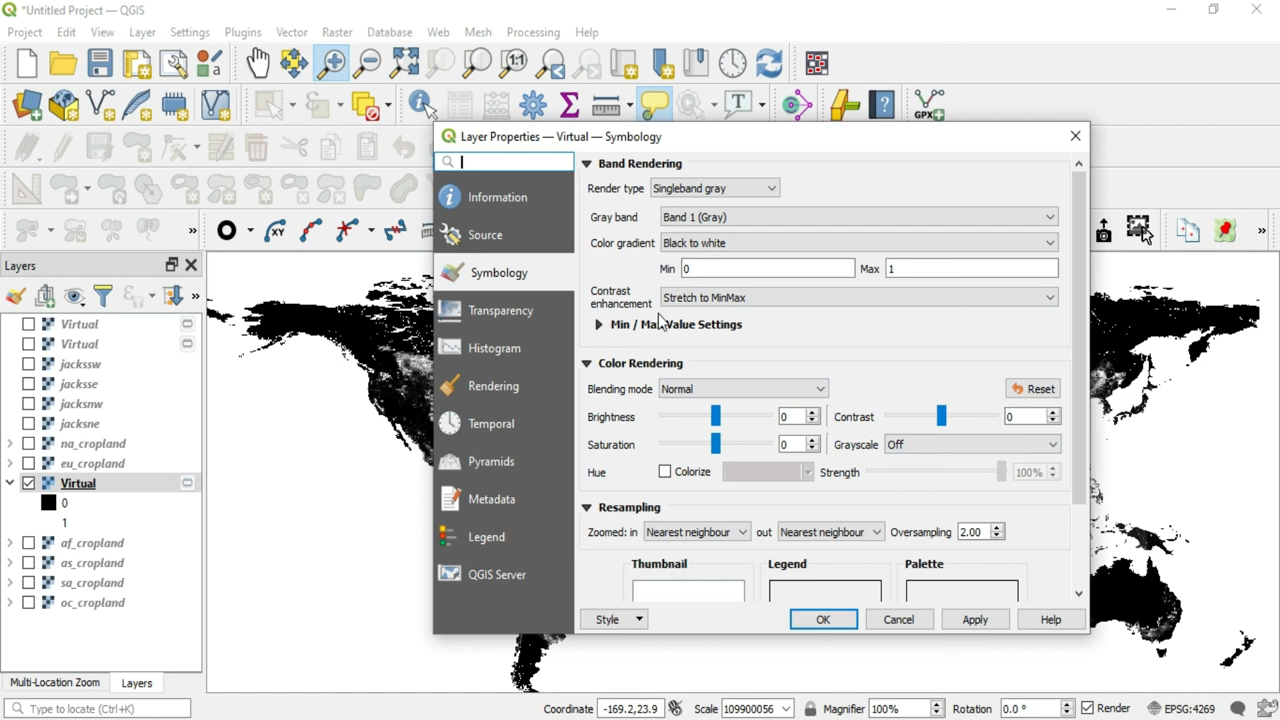 *Untitled Project — QGIS
Project Edit View Layer Settings Plugins Vector Raster Database Web Mesh Processing Help
Layer Properties — Virtual — Symbology
Information
Source
Symbology
Transparency
Histogram
Rendering
Temporal
Pyramids
Metadata
Legend
QGIS Server
Band Rendering
Render type Singleband gray
Gray band Band 1 (Gray)
Color gradient Black to white
Min 0 Max 1
Contrast
enhancement Stretch to MinMax
Min / Max Value Settings
Color Rendering
Blending mode Normal Reset
Brightness 0 Contrast 0
Saturation 0 Grayscale Off
Hue Colorize Strength 100%
Resampling
Zoomed: in Nearest neighbour out Nearest neighbour Oversampling 2.00
Thumbnail Legend Palette
Style OK Cancel Apply Help
Layers
Virtual
Virtual
jackssw
jacksse
jacksnw
jacksne
na_cropland
eu_cropland
Virtual
0
1
af_cropland
as_cropland
sa_cropland
oc_cropland
Multi-Location Zoom Layers
Type to locate (Ctrl+K) Coordinate -169.2,23.9 Scale 109900056 Magnifier 100% Rotation 0.0 ° Render EPSG:4269
XY
GPX
1:1